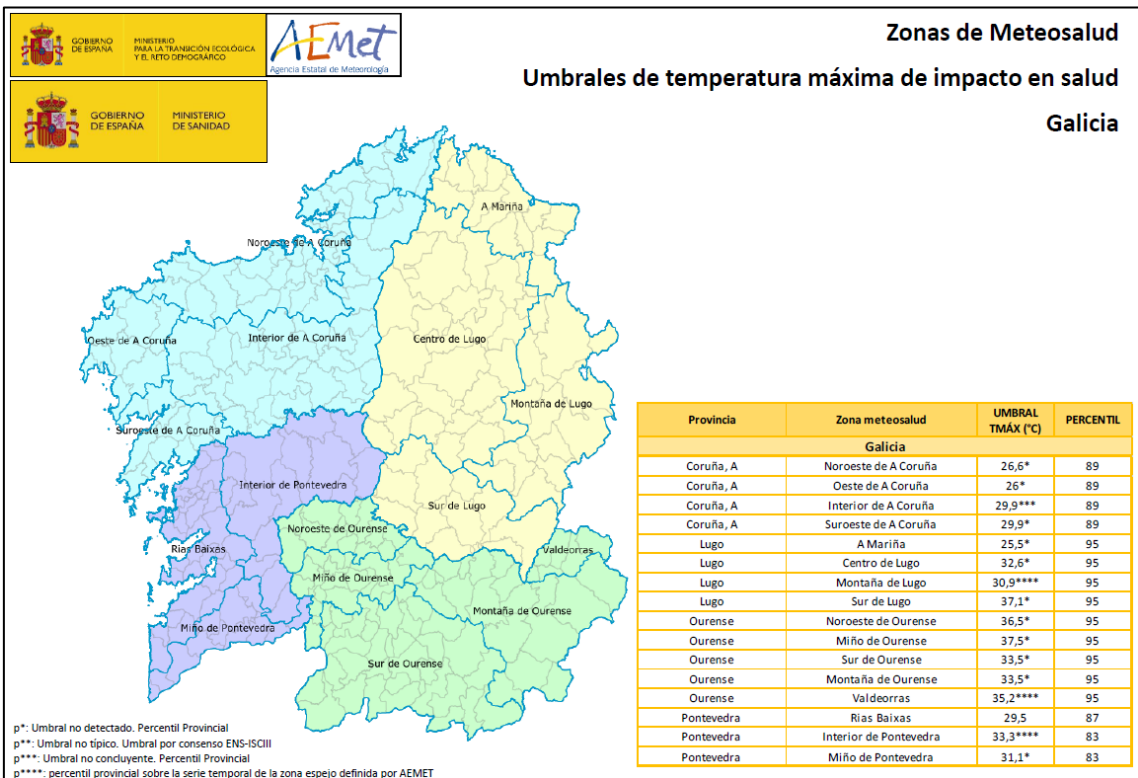 GOBIERNO
DE ESPAÑA
MINISTERIO
PARA LA TRANSICIÓN ECOLÓGICA
Y EL RETO DEMOGRÁFICO
AEMet
Agencia Estatal de Meteorología
GOBIERNO
DE ESPAÑA
MINISTERIO
DE SANIDAD
Zonas de Meteosalud
Umbrales de temperatura máxima de impacto en salud
Galicia
A Mariña
Noroeste de A Coruña
Oeste de A Coruña
Interior de A Coruña
Centro de Lugo
Montaña de Lugo
Suroeste de A Coruña
Interior de Pontevedra
Sur de Lugo
Noroeste de Ourense
Rias Baixas
Valdeorras
Miño de Ourense
Montaña de Ourense
Miño de Pontevedra
Sur de Ourense
Provincia Zona meteosalud UMBRAL TMÁX (°C) PERCENTIL
Galicia
Coruña, A Noroeste de A Coruña 26,6* 89
Coruña, A Oeste de A Coruña 26* 89
Coruña, A Interior de A Coruña 29,9*** 89
Coruña, A Suroeste de A Coruña 29,9* 89
Lugo A Mariña 25,5* 95
Lugo Centro de Lugo 32,6* 95
Lugo Montaña de Lugo 30,9**** 95
Lugo Sur de Lugo 37,1* 95
Ourense Noroeste de Ourense 36,5* 95
Ourense Miño de Ourense 37,5* 95
Ourense Sur de Ourense 33,5* 95
Ourense Montaña de Ourense 33,5* 95
Ourense Valdeorras 35,2**** 95
Pontevedra Rias Baixas 29,5 87
Pontevedra Interior de Pontevedra 33,3**** 83
Pontevedra Miño de Pontevedra 31,1* 83
p*: Umbral no detectado. Percentil Provincial
p**: Umbral no típico. Umbral por consenso ENS-ISCIII
p***: Umbral no concluyente. Percentil Provincial
p****: percentil provincial sobre la serie temporal de la zona espejo definida por AEMET